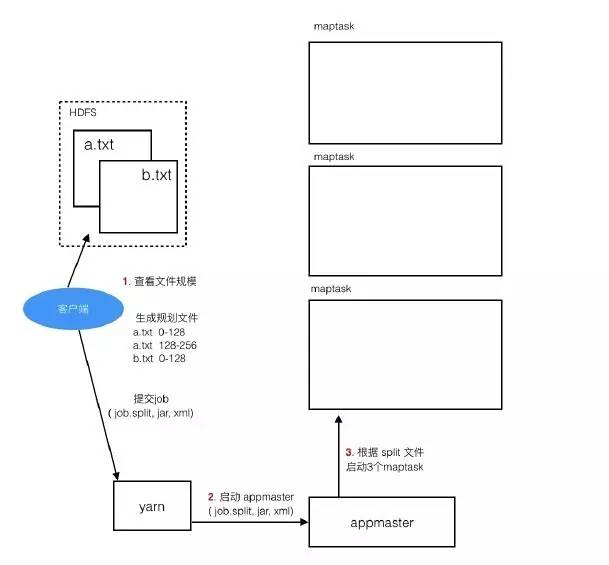 maptask
HDFS
a.txt
b.txt
maptask
1. 查看文件规模
maptask
客户端
生成规划文件
a.txt 0-128
a.txt 128-256
b.txt 0-128
提交job
( job.split, jar, xml)
3. 根据 split 文件
启动3个maptask
yarn
2. 启动 appmaster
( job.split, jar, xml)
appmaster